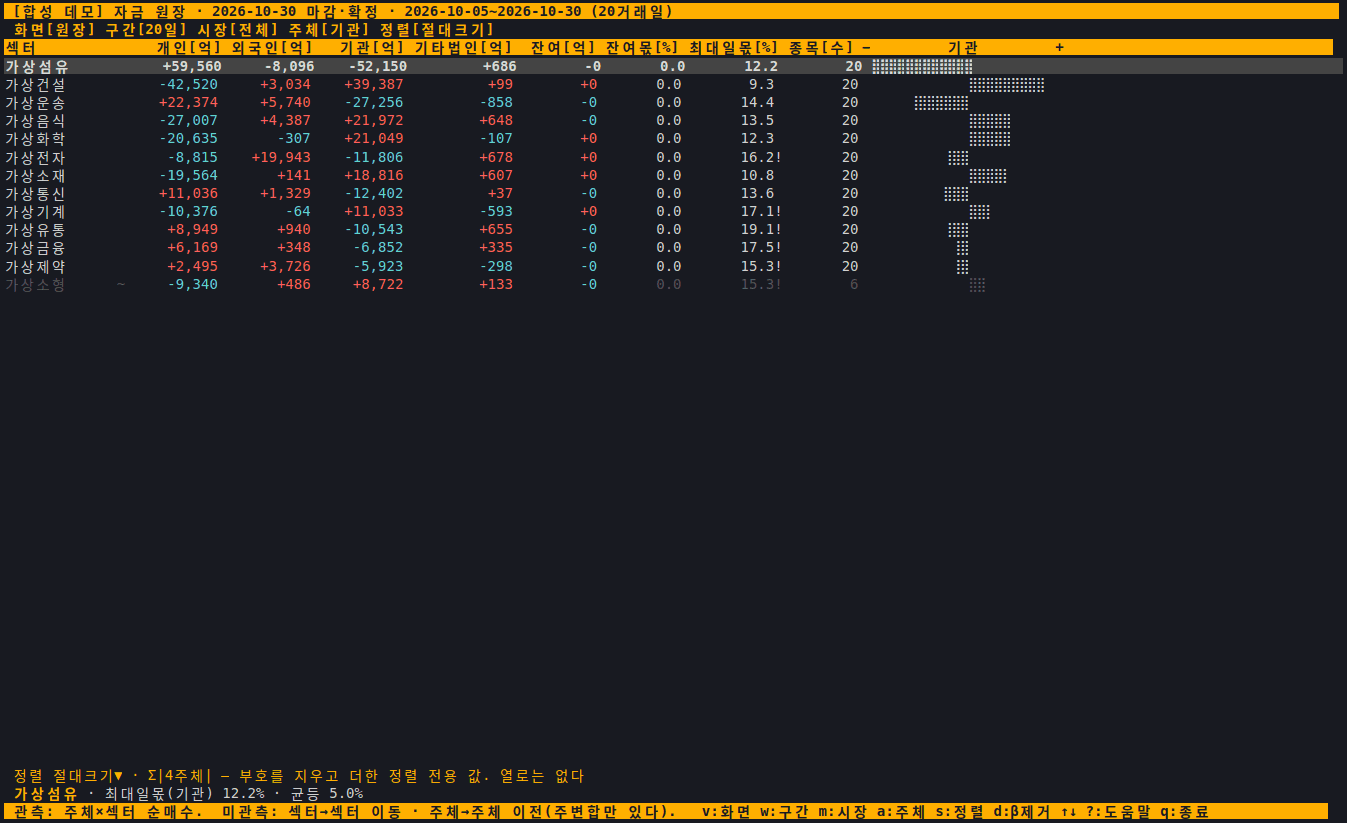 [합성 데모] 자금 원장 · 2026-10-30 마감·확정 · 2026-10-05~2026-10-30 (20거래일)
화면[원장] 구간[20일] 시장[전체] 주체[기관] 정렬[절대크기]
섹터 개인[억] 외국인[억] 기관[억] 기타법인[억] 잔여[억] 잔여몫[%] 최대일몫[%] 종목[수] − 기관 +
가상섬유 +59,560 -8,096 -52,150 +686 -0 0.0 12.2 20
가상건설 -42,520 +3,034 +39,387 +99 +0 0.0 9.3 20
가상운송 +22,374 +5,740 -27,256 -858 -0 0.0 14.4 20
가상음식 -27,007 +4,387 +21,972 +648 -0 0.0 13.5 20
가상화학 -20,635 -307 +21,049 -107 +0 0.0 12.3 20
가상전자 -8,815 +19,943 -11,806 +678 +0 0.0 16.2! 20
가상소재 -19,564 +141 +18,816 +607 +0 0.0 10.8 20
가상통신 +11,036 +1,329 -12,402 +37 -0 0.0 13.6 20
가상기계 -10,376 -64 +11,033 -593 +0 0.0 17.1! 20
가상유통 +8,949 +940 -10,543 +655 -0 0.0 19.1! 20
가상금융 +6,169 +348 -6,852 +335 -0 0.0 17.5! 20
가상제약 +2,495 +3,726 -5,923 -298 -0 0.0 15.3! 20
가상소형 ~ -9,340 +486 +8,722 +133 -0 0.0 15.3! 6
정렬 절대크기▼ · Σ|4주체| — 부호를 지우고 더한 정렬 전용 값. 열로는 없다
가상섬유 · 최대일몫(기관) 12.2% · 균등 5.0%
관측: 주체×섹터 순매수. 미관측: 섹터→섹터 이동 · 주체→주체 이전(주변합만 있다). v:화면 w:구간 m:시장 a:주체 s:정렬 d:β제거 ↑↓ ?:도움말 q:종료